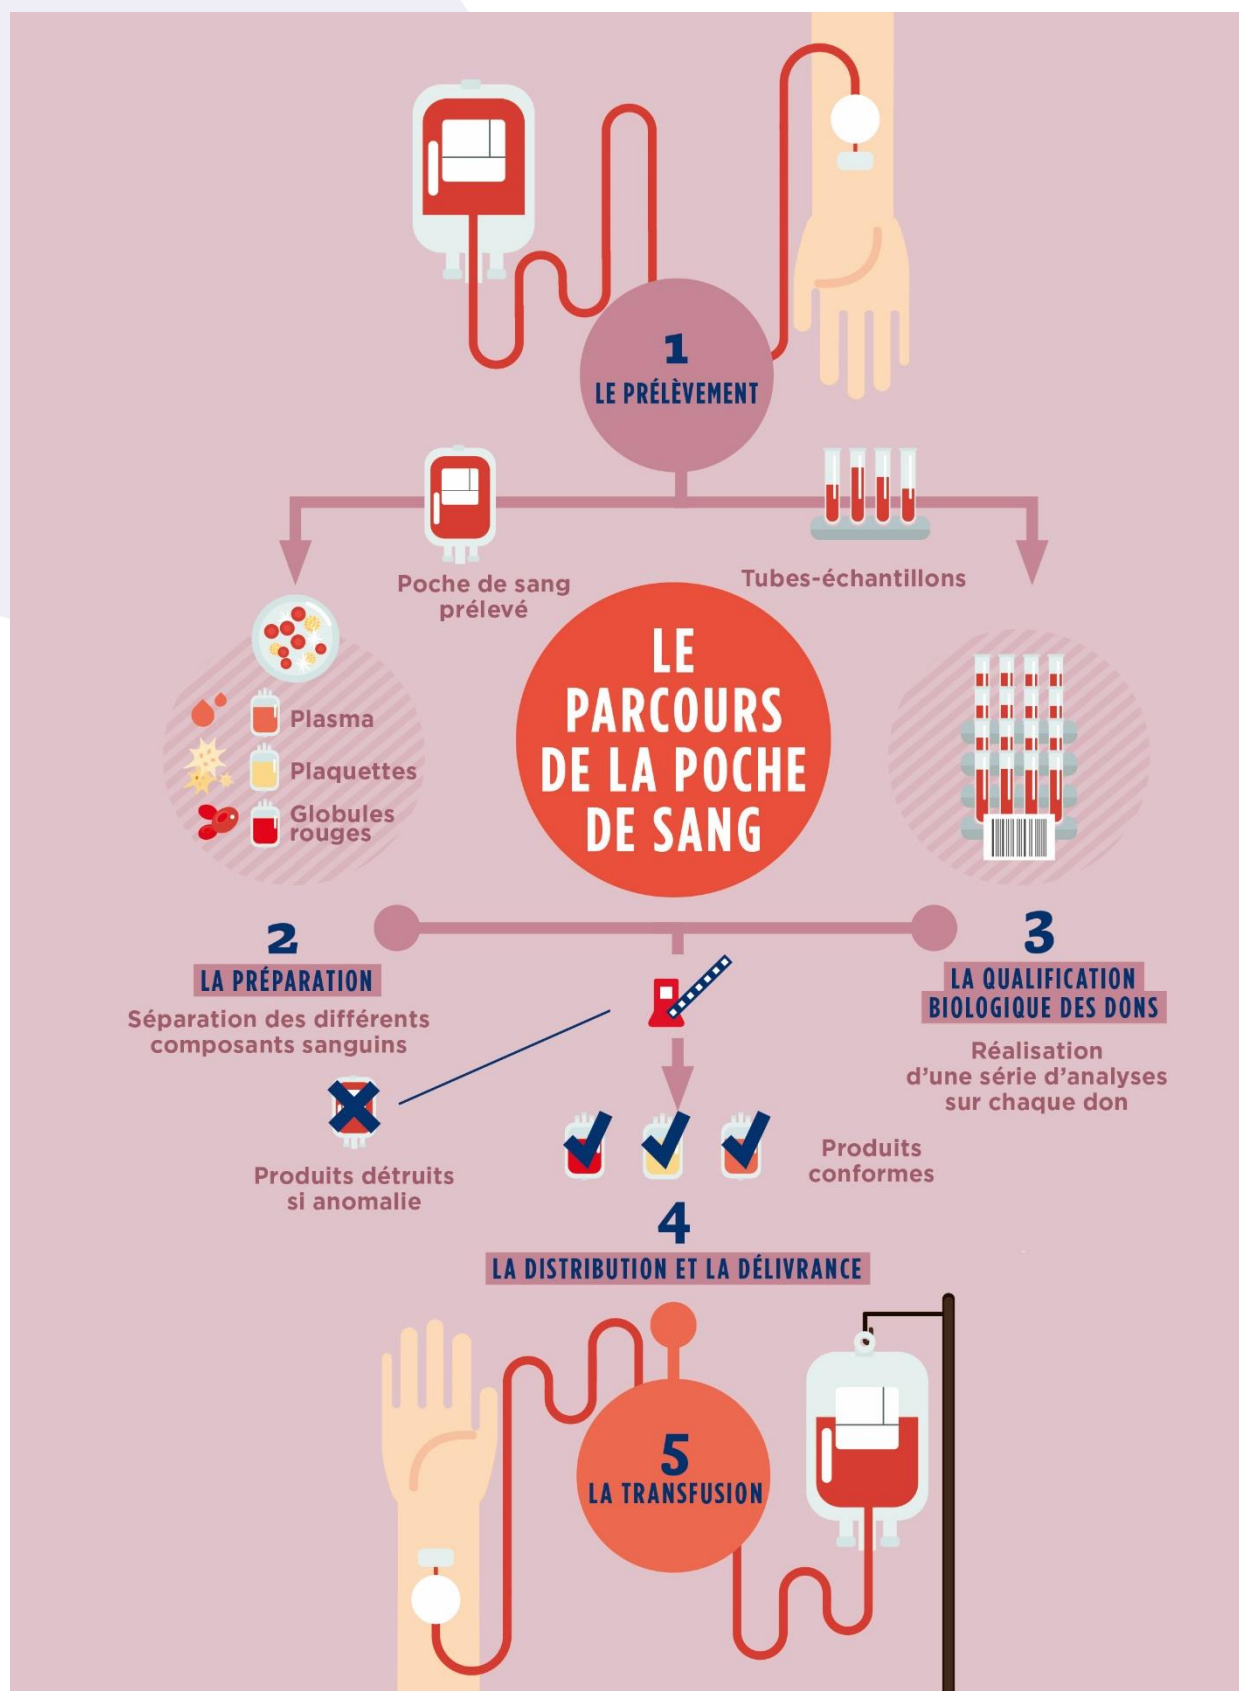 1
LE PRÉLÈVEMENT
Poche de sang
prélevé
Tubes-échantillons
LE
PARCOURS
DE LA POCHE
DE SANG
Plasma
Plaquettes
Globules
rouges
2
LA PRÉPARATION
Séparation des différents
composants sanguins
3
LA QUALIFICATION
BIOLOGIQUE DES DONS
Réalisation
d'une série d'analyses
sur chaque don
Produits détruits
si anomalie
Produits
conformes
4
LA DISTRIBUTION ET LA DÉLIVRANCE
5
LA TRANSFUSION